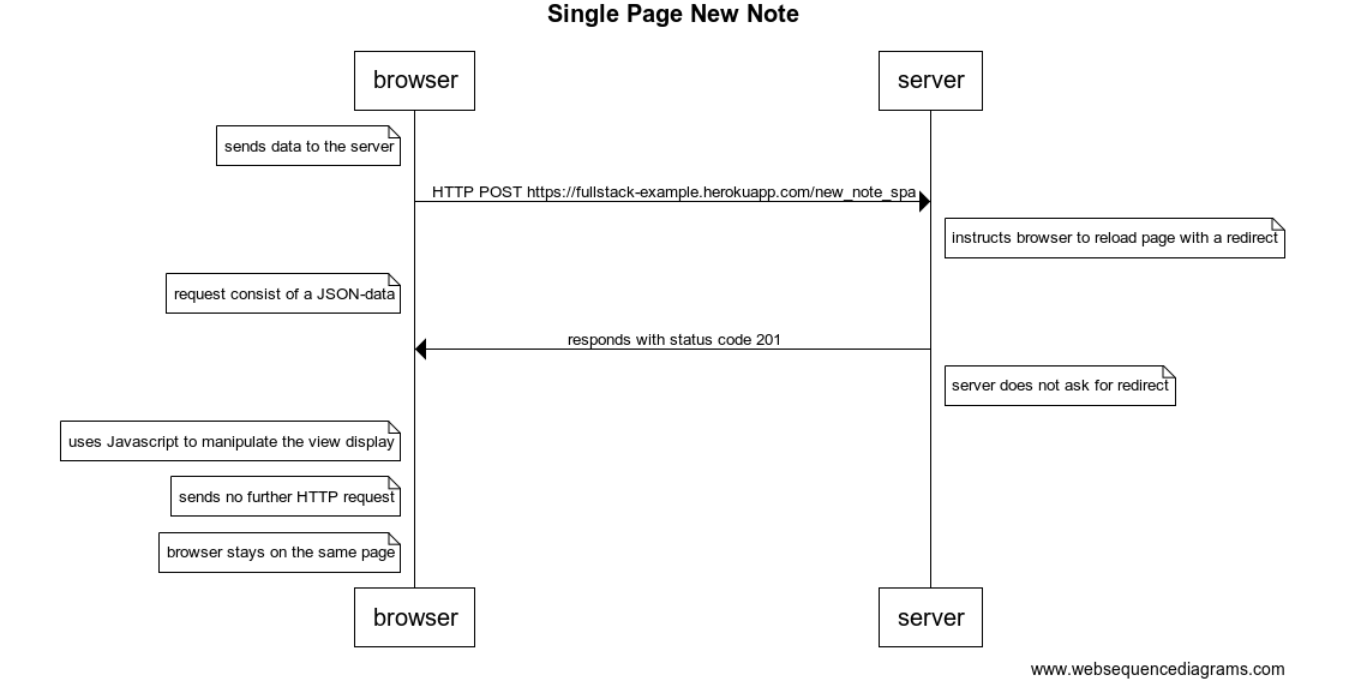 Single Page New Note
browser
server
sends data to the server
HTTP POST https://fullstack-example.herokuapp.com/new_note_spa
instructs browser to reload page with a redirect
request consist of a JSON-data
responds with status code 201
server does not ask for redirect
uses Javascript to manipulate the view display
sends no further HTTP request
browser stays on the same page
browser
server
www.websequencediagrams.com